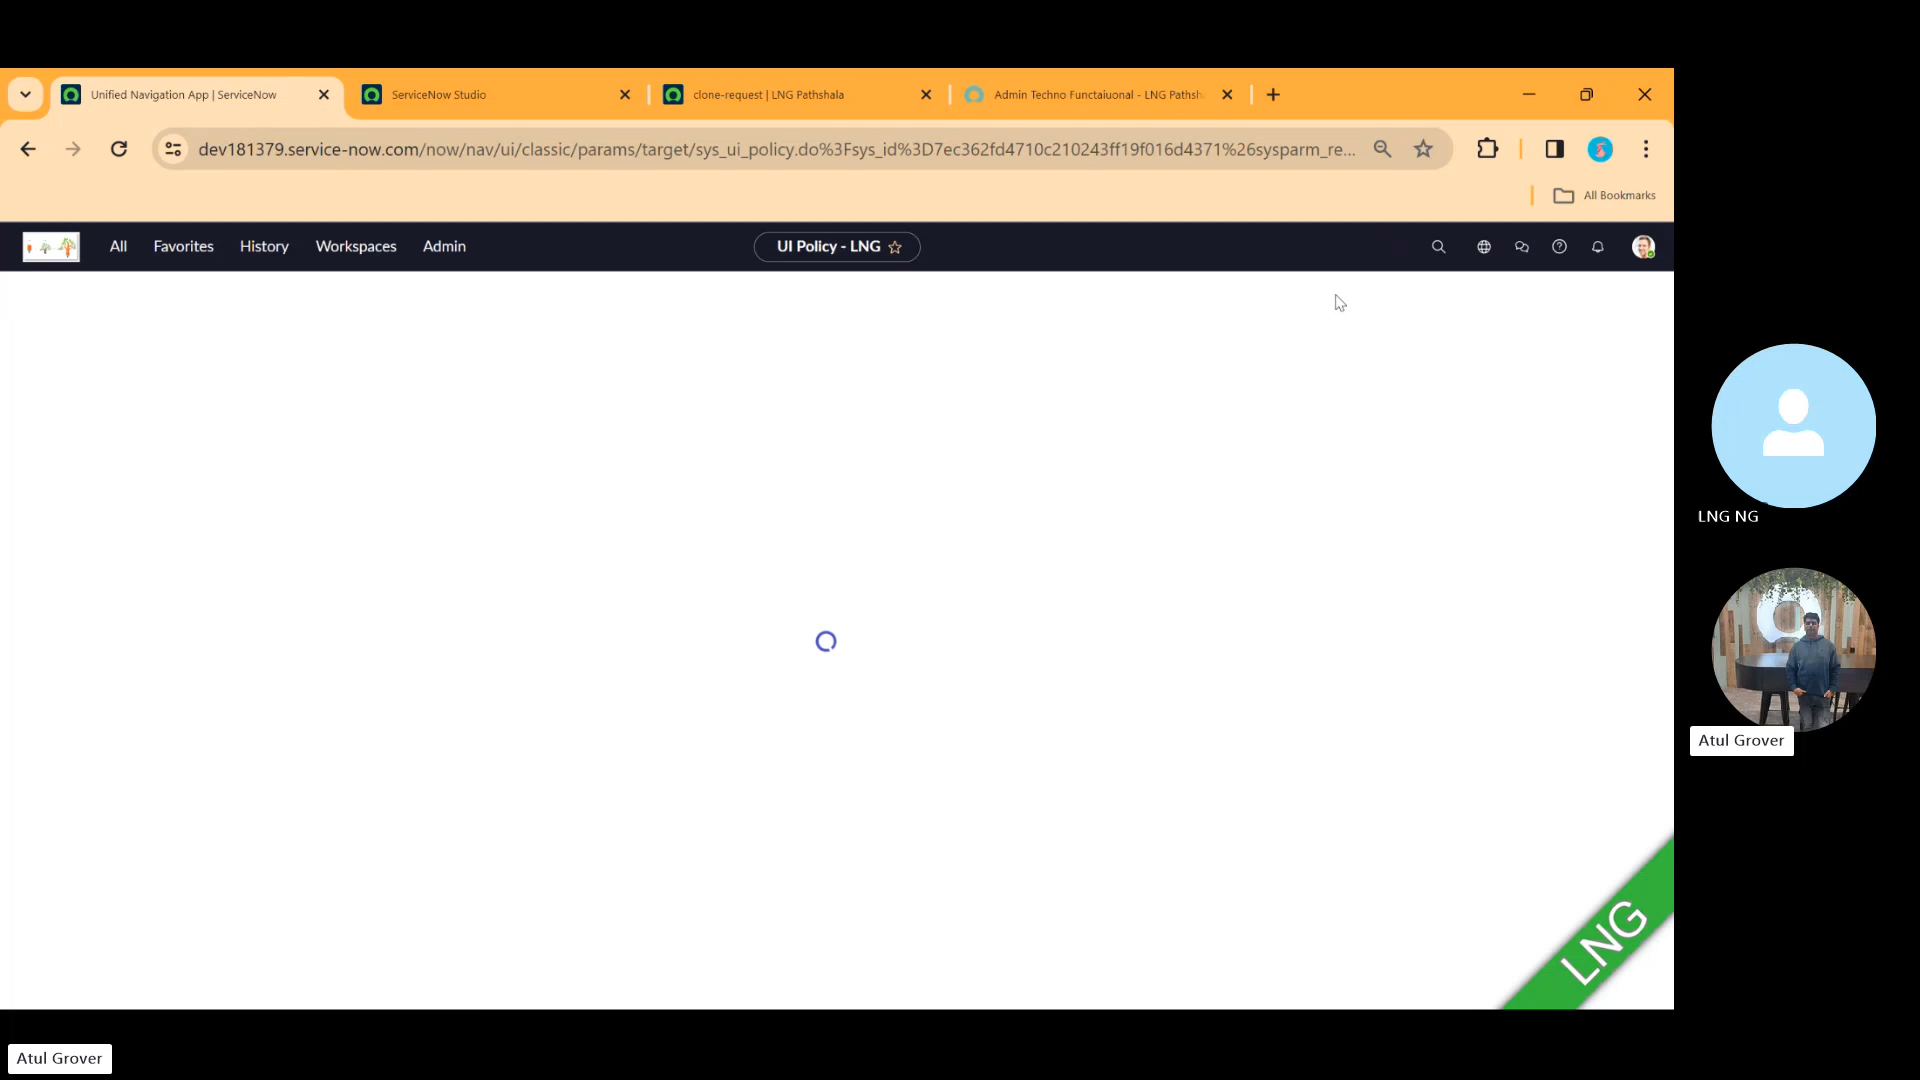 Unified Navigation App | ServiceNow
ServiceNow Studio
clone-request | LNG Pathshala
Admin Techno Functaiuonal - LNG Pathsh
dev181379.service-now.com/now/nav/ui/classic/params/target/sys_ui_policy.do%3Fsys_id%3D7ec362fd4710c210243ff19f016d4371%26sysparm_re...
All Bookmarks
All
Favorites
History
Workspaces
Admin
UI Policy - LNG
LNG NG
Atul Grover
LNG
Atul Grover